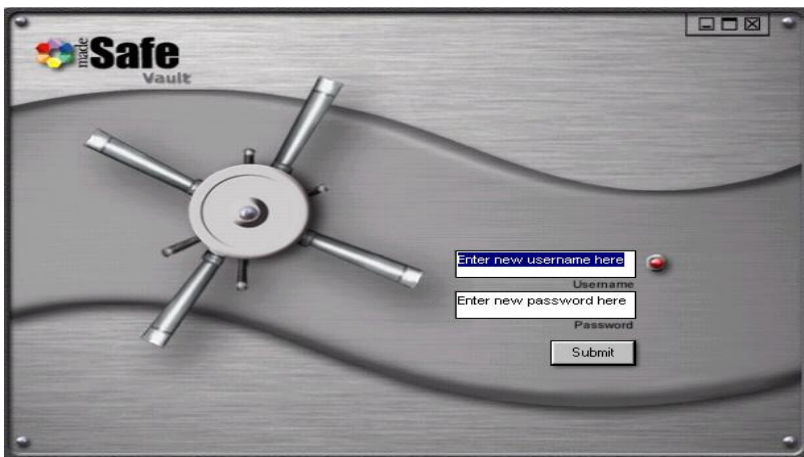 made Safe
Vault
Enter new username here
Username
Enter new password here
Password
Submit